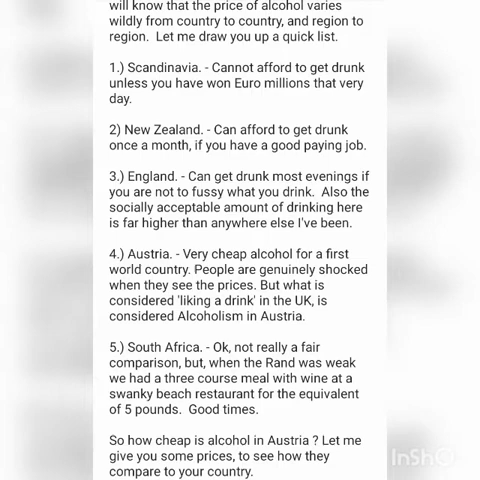 will know that the price of alcohol varies
wildly from country to country, and region to
region.  Let me draw you up a quick list.
1.) Scandinavia. - Cannot afford to get drunk
unless you have won Euro millions that very
day.
2) New Zealand. - Can afford to get drunk
once a month, if you have a good paying job.
3.) England. - Can get drunk most evenings if
you are not to fussy what you drink.  Also the
socially acceptable amount of drinking here
is far higher than anywhere else I've been.
4.) Austria. - Very cheap alcohol for a first
world country. People are genuinely shocked
when they see the prices. But what is
considered 'liking a drink' in the UK, is
considered Alcoholism in Austria.
5.) South Africa. - Ok, not really a fair
comparison, but, when the Rand was weak
we had a three course meal with wine at a
swanky beach restaurant for the equivalent
of 5 pounds.  Good times.
So how cheap is alcohol in Austria ? Let me
give you some prices, to see how they
compare to your country.
InSh